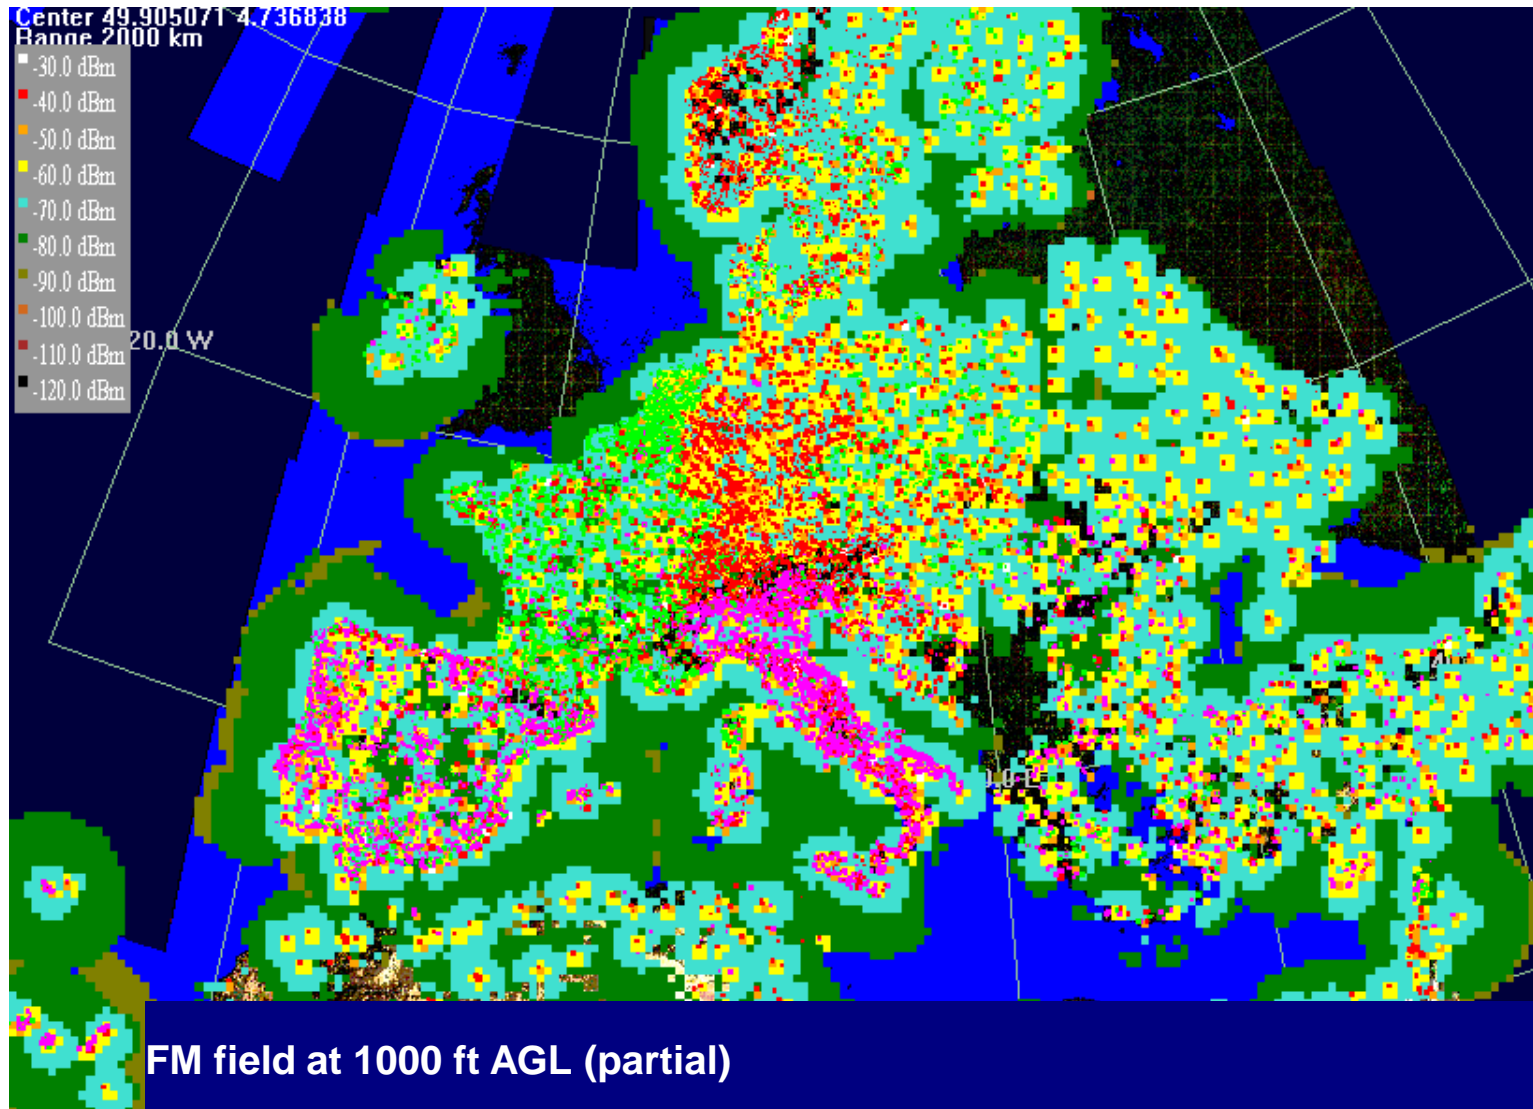 Center 49.905071 4.736838
Range 2000 km
-30.0 dBm
-40.0 dBm
-50.0 dBm
-60.0 dBm
-70.0 dBm
-80.0 dBm
-90.0 dBm
-100.0 dBm
-110.0 dBm
-120.0 dBm
20.0 W
FM field at 1000 ft AGL (partial)